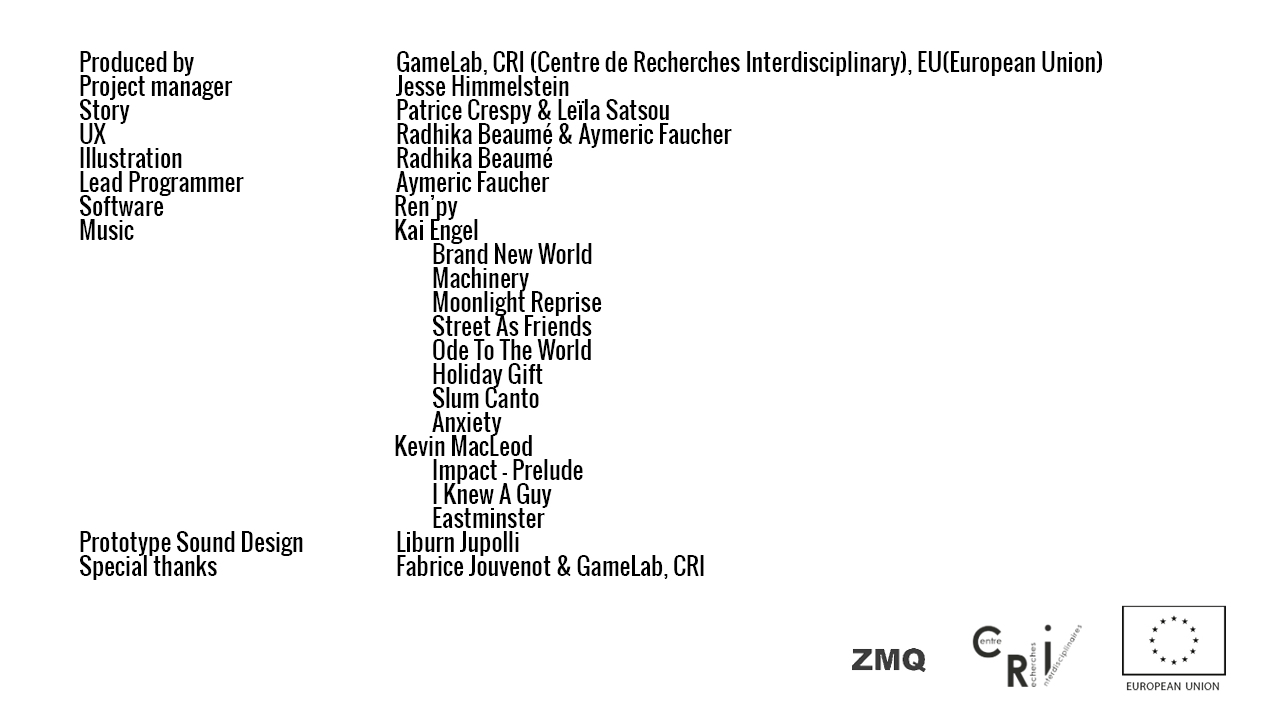 Produced by GameLab, CRI (Centre de Recherches Interdisciplinary), EU(European Union)
Project manager Jesse Himmelstein
Story Patrice Crespy & Leïla Satsou
UX Radhika Beaumé & Aymeric Faucher
Illustration Radhika Beaumé
Lead Programmer Aymeric Faucher
Software Ren'py
Music Kai Engel
Brand New World
Machinery
Moonlight Reprise
Street As Friends
Ode To The World
Holiday Gift
Slum Canto
Anxiety
Kevin MacLeod
Impact - Prelude
I Knew A Guy
Eastminster
Prototype Sound Design Liburn Jupolli
Special thanks Fabrice Jouvenot & GameLab, CRI
ZMQ
Centre
Recherches
interdisciplinaires
EUROPEAN UNION